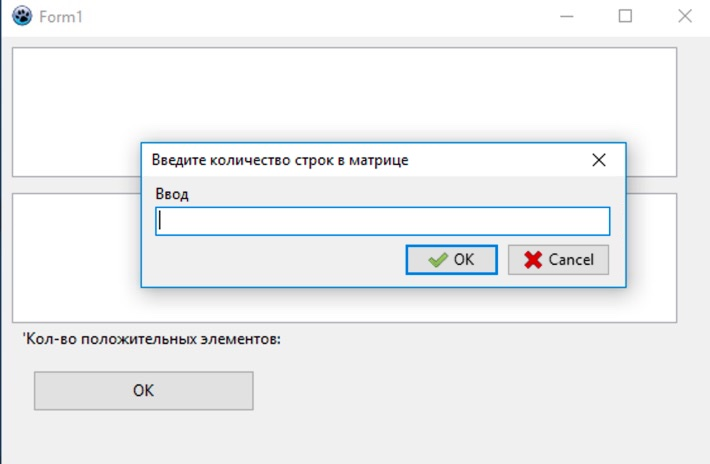 Form1
Введите количество строк в матрице
Ввод
OK
Cancel
'Кол-во положительных элементов:
OK